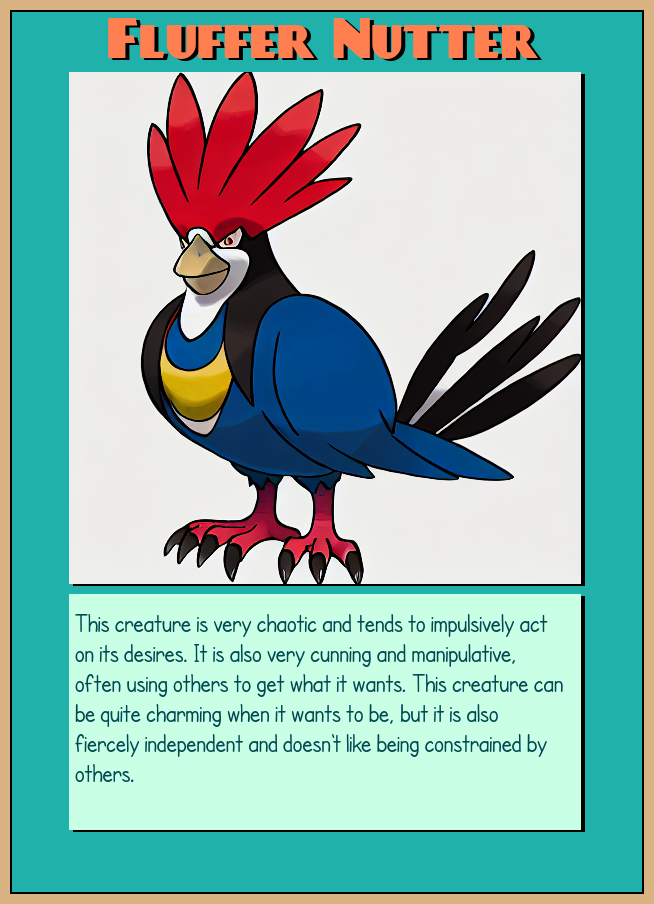 Fluffer Nutter
This creature is very chaotic and tends to impulsively act
on its desires. It is also very cunning and manipulative,
often using others to get what it wants. This creature can
be quite charming when it wants to be, but it is also
fiercely independent and doesn't like being constrained by
others.